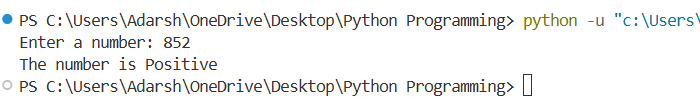 PS C:\Users\Adarsh\OneDrive\Desktop\Python Programming> python -u "c:\Users\
Enter a number: 852
The number is Positive
PS C:\Users\Adarsh\OneDrive\Desktop\Python Programming>